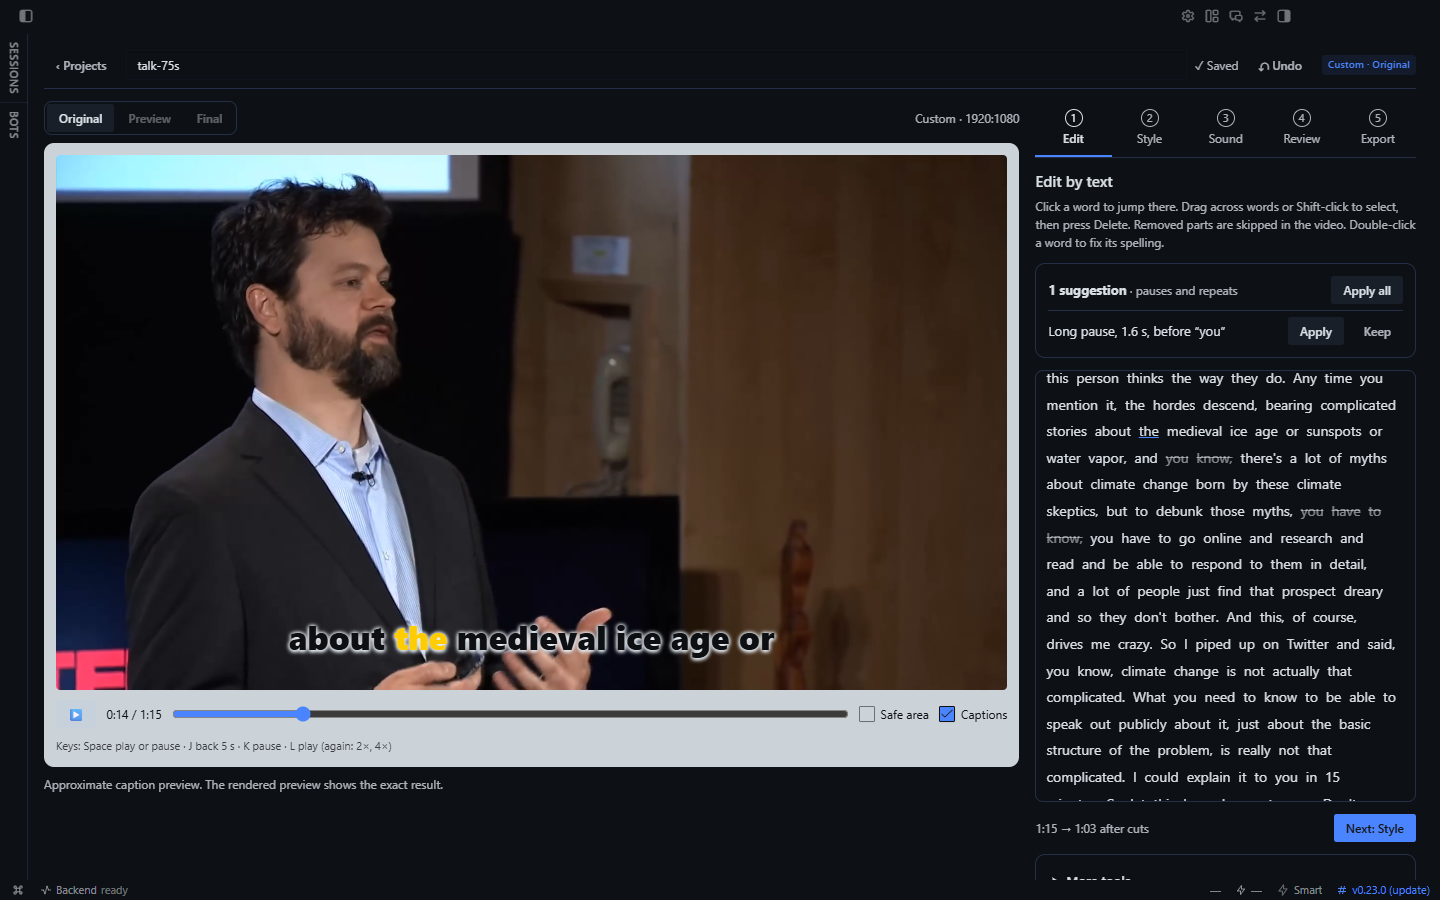 SESSIONS
BOTS
‹ Projects
talk-75s
✓ Saved
Undo
Custom · Original
Original
Preview
Final
Custom · 1920:1080
about the medieval ice age or
0:14 / 1:15
Safe area
Captions
Keys: Space play or pause · J back 5 s · K pause · L play (again: 2×, 4×)
Approximate caption preview. The rendered preview shows the exact result.
1
2
3
4
5
Edit
Style
Sound
Review
Export
Edit by text
Click a word to jump there. Drag across words or Shift-click to select,
then press Delete. Removed parts are skipped in the video. Double-click
a word to fix its spelling.
1 suggestion · pauses and repeats
Apply all
Long pause, 1.6 s, before “you”
Apply
Keep
this person thinks the way they do. Any time you
mention it, the hordes descend, bearing complicated
stories about the medieval ice age or sunspots or
water vapor, and you know, there's a lot of myths
about climate change born by these climate
skeptics, but to debunk those myths, you have to
know, you have to go online and research and
read and be able to respond to them in detail,
and a lot of people just find that prospect dreary
and so they don't bother. And this, of course,
drives me crazy. So I piped up on Twitter and said,
you know, climate change is not actually that
complicated. What you need to know to be able to
speak out publicly about it, just about the basic
structure of the problem, is really not that
complicated. I could explain it to you in 15
1:15 → 1:03 after cuts
Next: Style
Backend ready
Smart
# v0.23.0 (update)